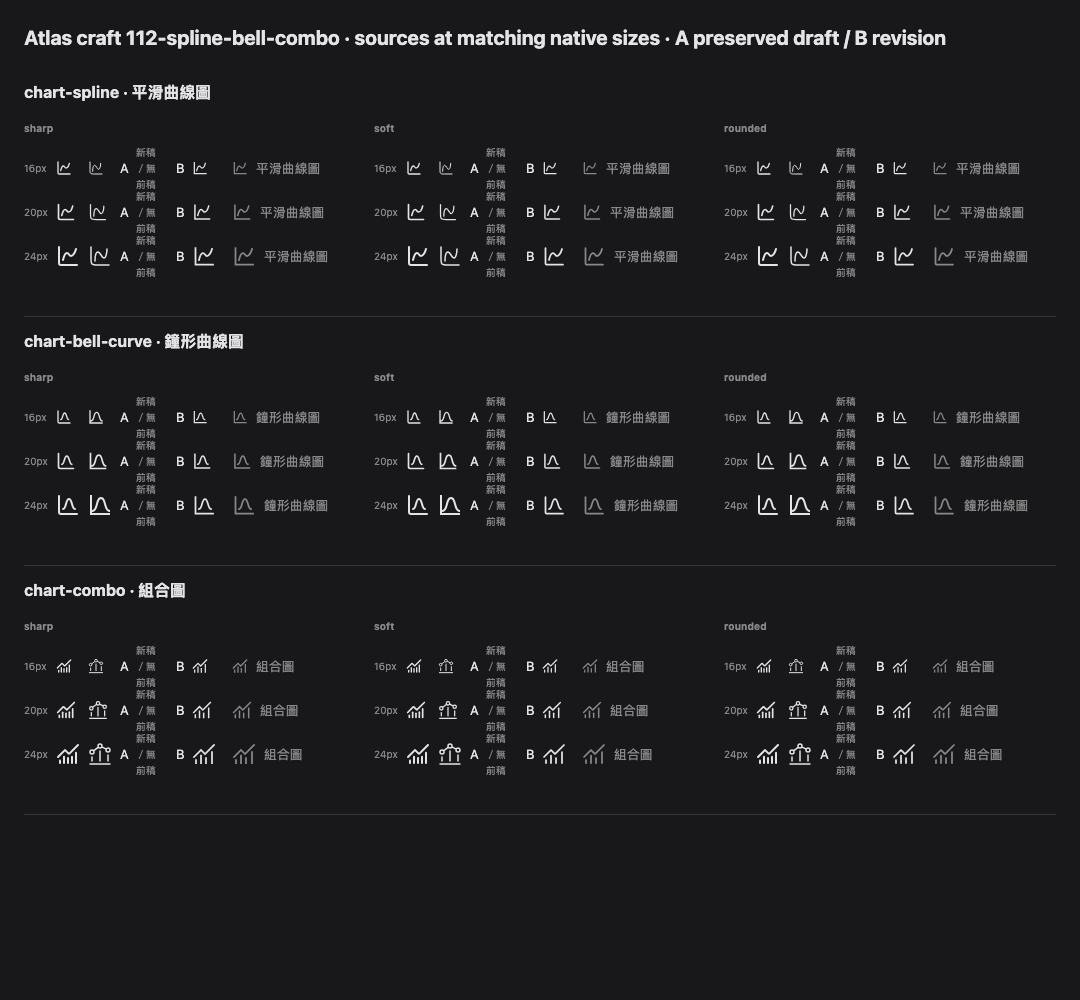 Atlas craft 112-spline-bell-combo · sources at matching native sizes · A preserved draft / B revision
chart-spline · 平滑曲線圖
sharp
16px A 新稿 / 無前稿 B 平滑曲線圖
20px A 新稿 / 無前稿 B 平滑曲線圖
24px A 新稿 / 無前稿 B 平滑曲線圖
soft
16px A 新稿 / 無前稿 B 平滑曲線圖
20px A 新稿 / 無前稿 B 平滑曲線圖
24px A 新稿 / 無前稿 B 平滑曲線圖
rounded
16px A 新稿 / 無前稿 B 平滑曲線圖
20px A 新稿 / 無前稿 B 平滑曲線圖
24px A 新稿 / 無前稿 B 平滑曲線圖
chart-bell-curve · 鐘形曲線圖
sharp
16px A 新稿 / 無前稿 B 鐘形曲線圖
20px A 新稿 / 無前稿 B 鐘形曲線圖
24px A 新稿 / 無前稿 B 鐘形曲線圖
soft
16px A 新稿 / 無前稿 B 鐘形曲線圖
20px A 新稿 / 無前稿 B 鐘形曲線圖
24px A 新稿 / 無前稿 B 鐘形曲線圖
rounded
16px A 新稿 / 無前稿 B 鐘形曲線圖
20px A 新稿 / 無前稿 B 鐘形曲線圖
24px A 新稿 / 無前稿 B 鐘形曲線圖
chart-combo · 組合圖
sharp
16px A 新稿 / 無前稿 B 組合圖
20px A 新稿 / 無前稿 B 組合圖
24px A 新稿 / 無前稿 B 組合圖
soft
16px A 新稿 / 無前稿 B 組合圖
20px A 新稿 / 無前稿 B 組合圖
24px A 新稿 / 無前稿 B 組合圖
rounded
16px A 新稿 / 無前稿 B 組合圖
20px A 新稿 / 無前稿 B 組合圖
24px A 新稿 / 無前稿 B 組合圖